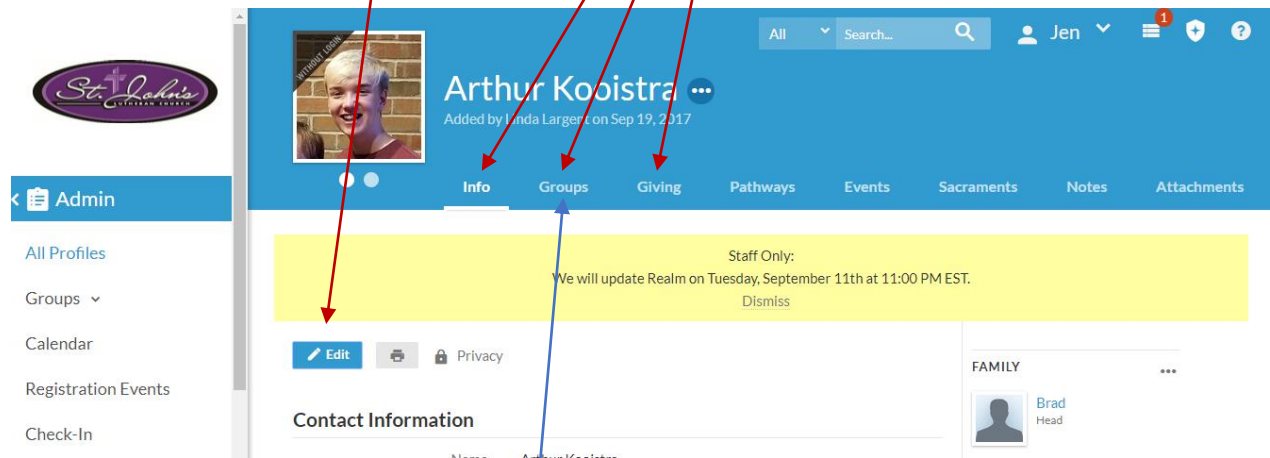 St. John's
LUTHERAN CHURCH
WITHOUT LOGIN
All Search... Jen 1 ?
Arthur Kooistra
Added by Linda Largent on Sep 19, 2017
Info Groups Giving Pathways Events Sacraments Notes Attachments
Admin
All Profiles
Groups
Calendar
Registration Events
Check-In
Staff Only:
We will update Realm on Tuesday, September 11th at 11:00 PM EST.
Dismiss
Edit Privacy
Contact Information
Name Arthur Kooistra
FAMILY
Brad
Head